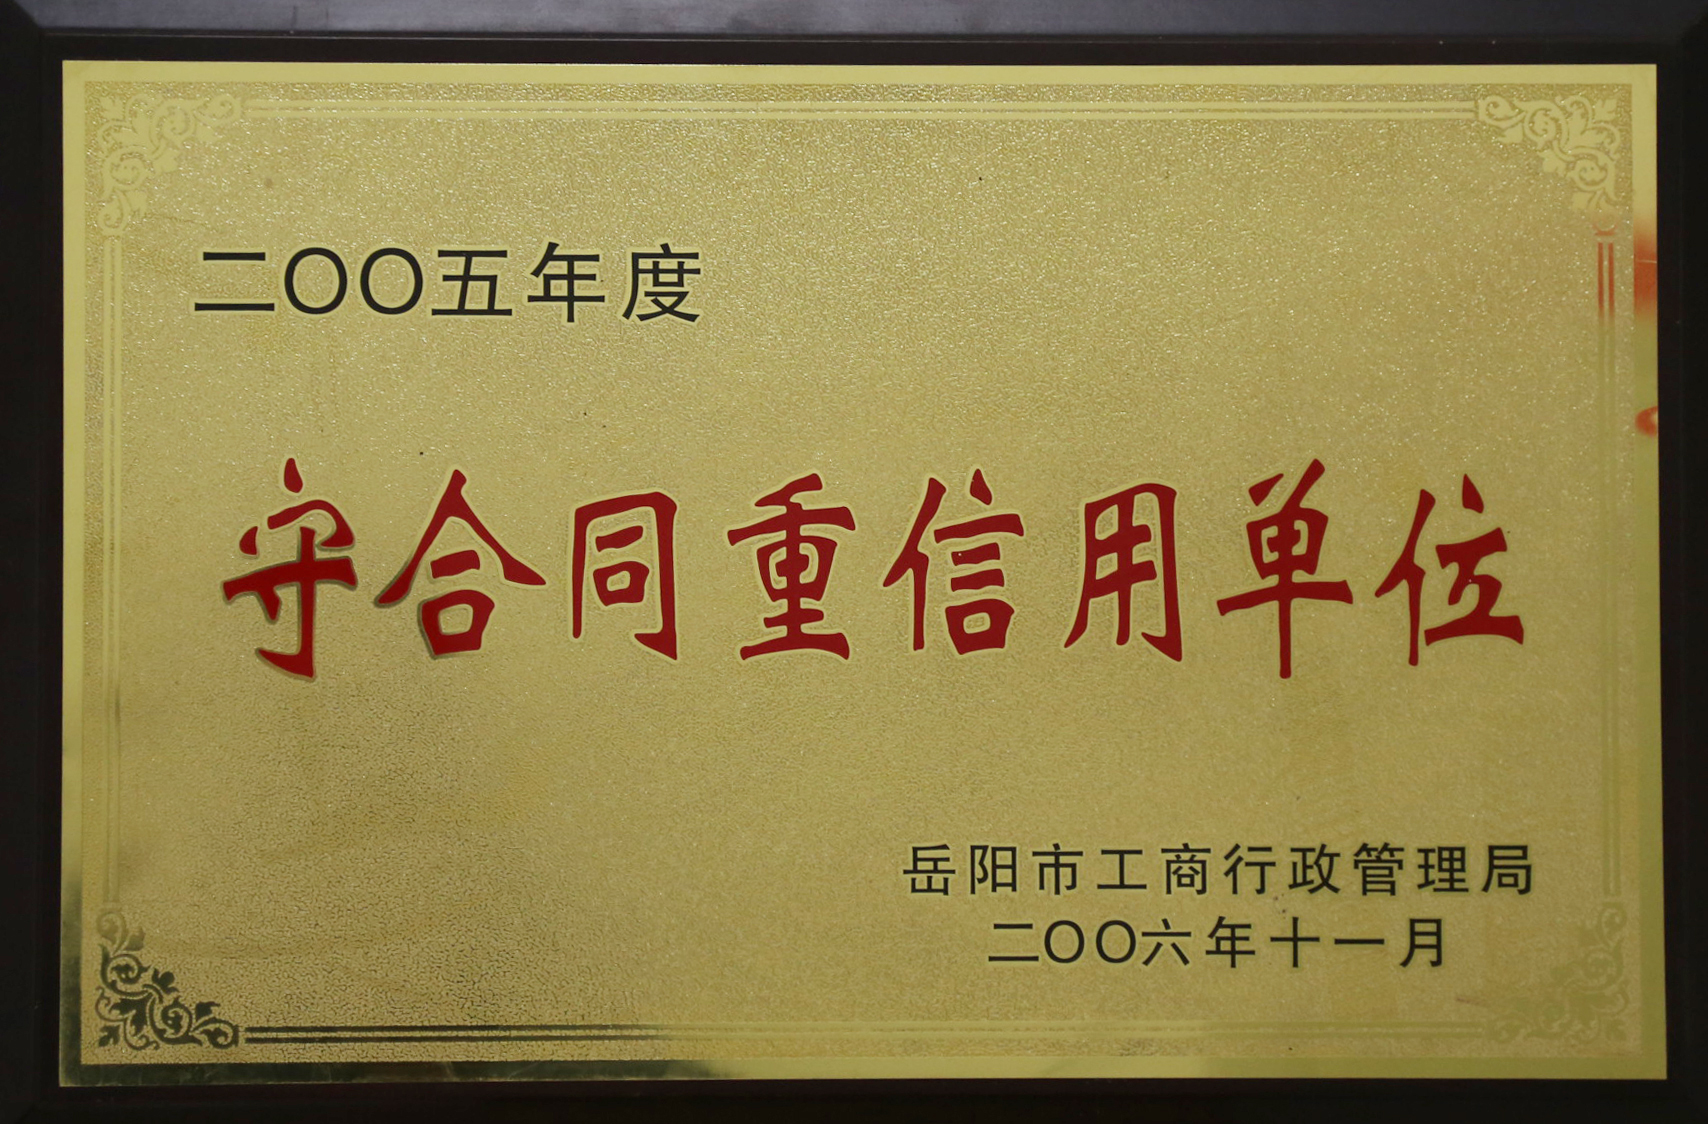 二〇〇五年度
守合同重信用单位
岳阳市工商行政管理局
二〇〇六年十一月